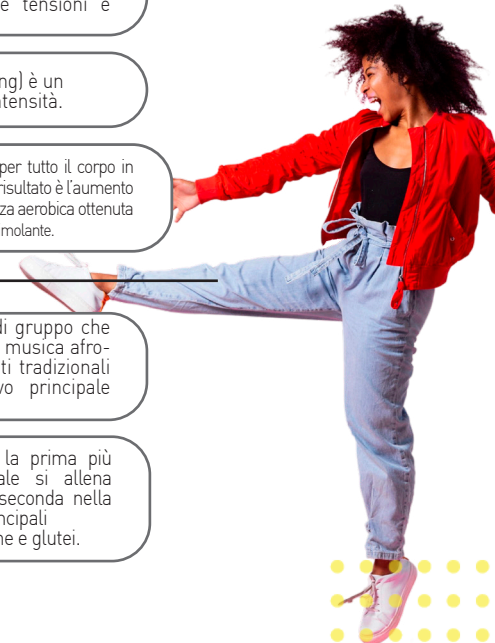 e tensioni e
ng) è un
ntensità.
per tutto il corpo in
risultato è l'aumento
za aerobica ottenuta
molante.
di gruppo che
musica afro-
ti tradizionali
vo principale
la prima più
ale si allena
seconda nella
ncipali
ne e glutei.